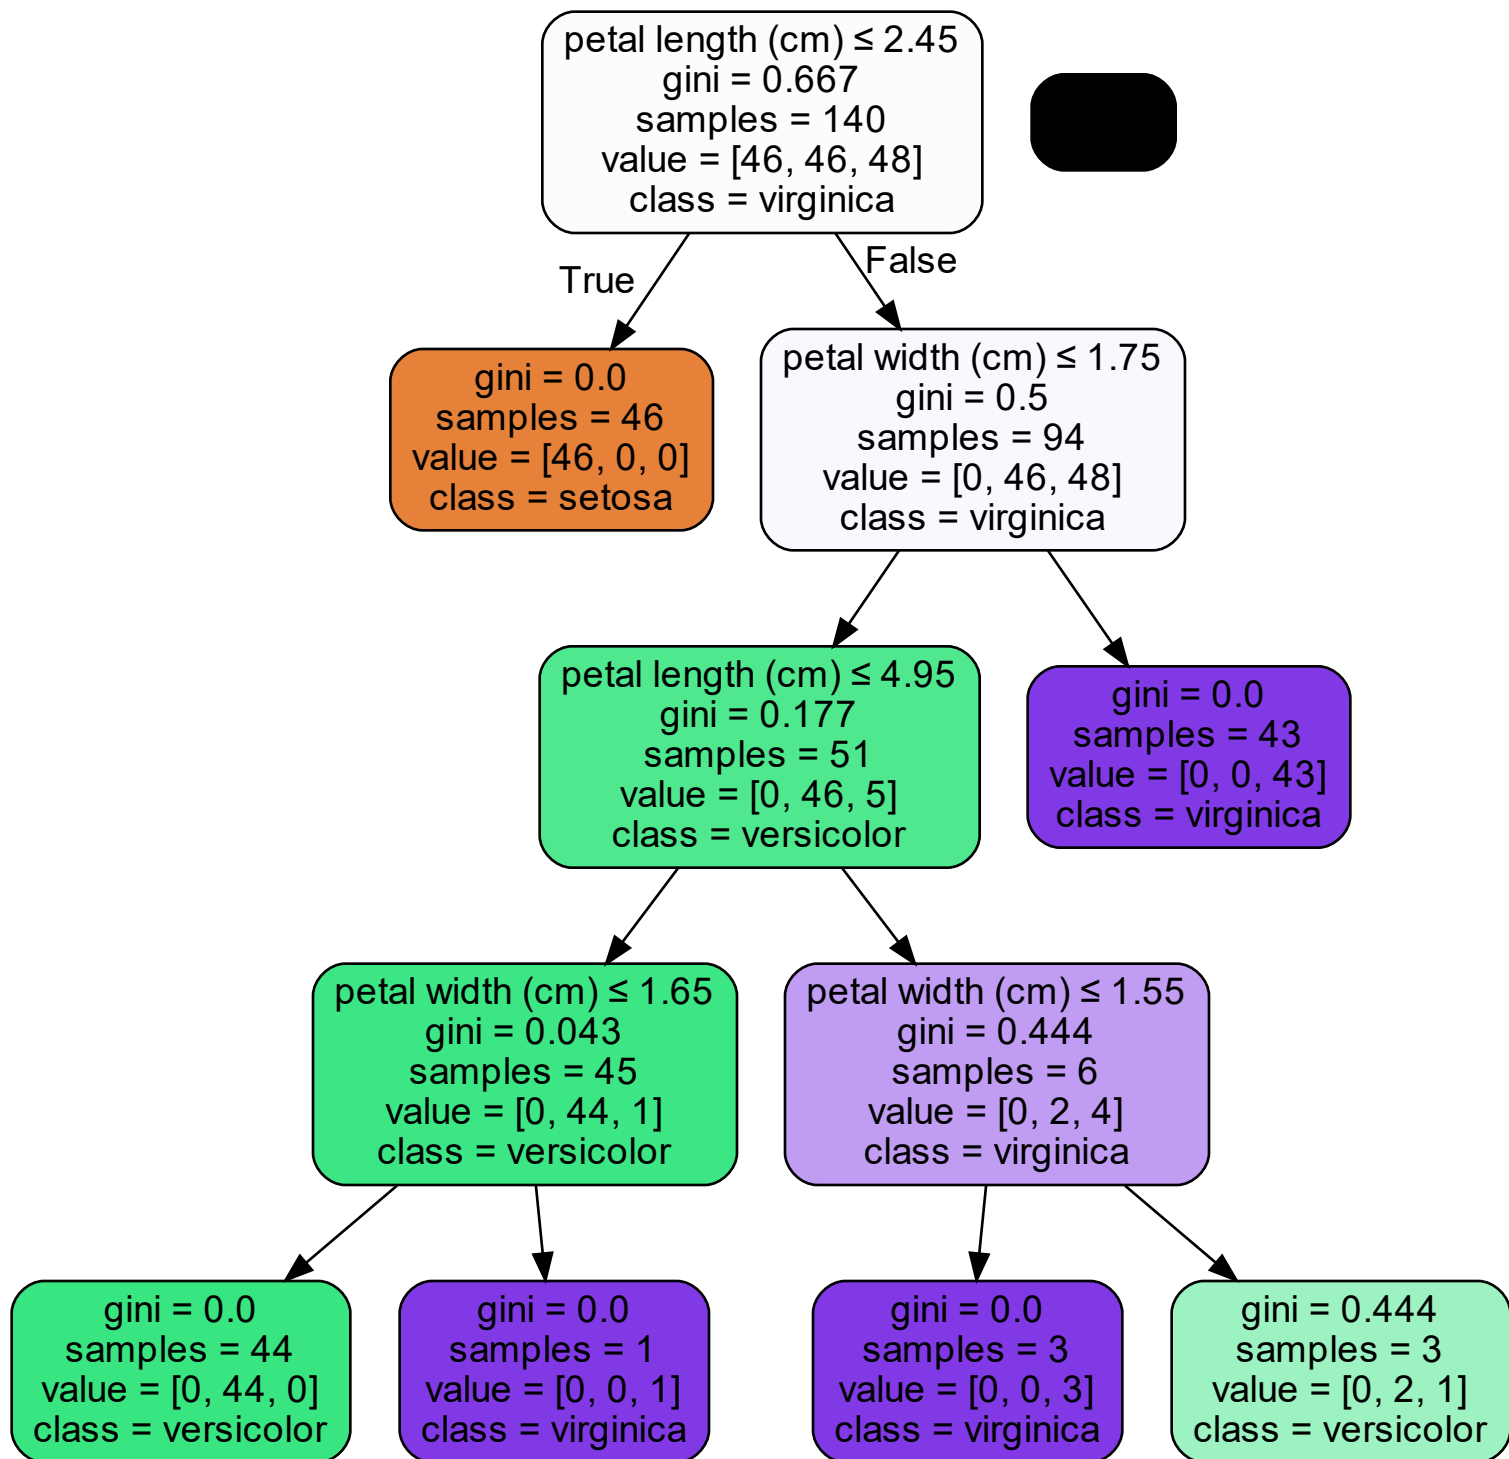 petal length (cm) ≤ 2.45
gini = 0.667
samples = 140
value = [46, 46, 48]
class = virginica
True
False
gini = 0.0
samples = 46
value = [46, 0, 0]
class = setosa
petal width (cm) ≤ 1.75
gini = 0.5
samples = 94
value = [0, 46, 48]
class = virginica
petal length (cm) ≤ 4.95
gini = 0.177
samples = 51
value = [0, 46, 5]
class = versicolor
gini = 0.0
samples = 43
value = [0, 0, 43]
class = virginica
petal width (cm) ≤ 1.65
gini = 0.043
samples = 45
value = [0, 44, 1]
class = versicolor
petal width (cm) ≤ 1.55
gini = 0.444
samples = 6
value = [0, 2, 4]
class = virginica
gini = 0.0
samples = 44
value = [0, 44, 0]
class = versicolor
gini = 0.0
samples = 1
value = [0, 0, 1]
class = virginica
gini = 0.0
samples = 3
value = [0, 0, 3]
class = virginica
gini = 0.444
samples = 3
value = [0, 2, 1]
class = versicolor